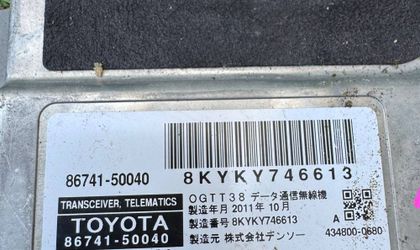 86741-50040
8KYKY746613
TRANSCEIVER, TELEMATICS
TOYOTA
86741-50040
OGTT38 データ通信無線機
製造年月 2011年10月
製造番号 8KYKY746613
A
製造元 株式会社デンソー
434800-0680